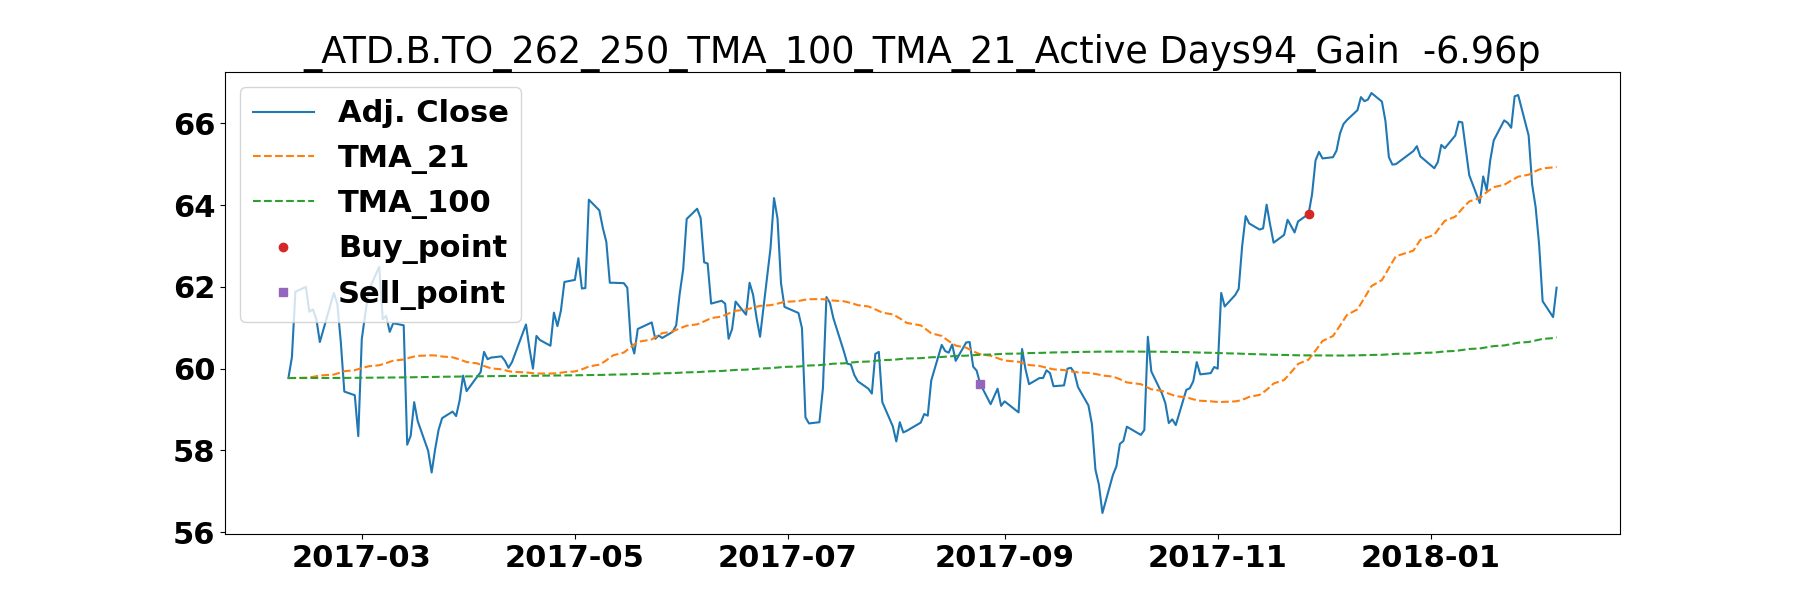 _ATD.B.TO_262_250_TMA_100_TMA_21_Active Days94_Gain  -6.96p
Adj. Close
TMA_21
TMA_100
Buy_point
Sell_point
66
64
62
60
58
56
2017-03 2017-05 2017-07 2017-09 2017-11 2018-01